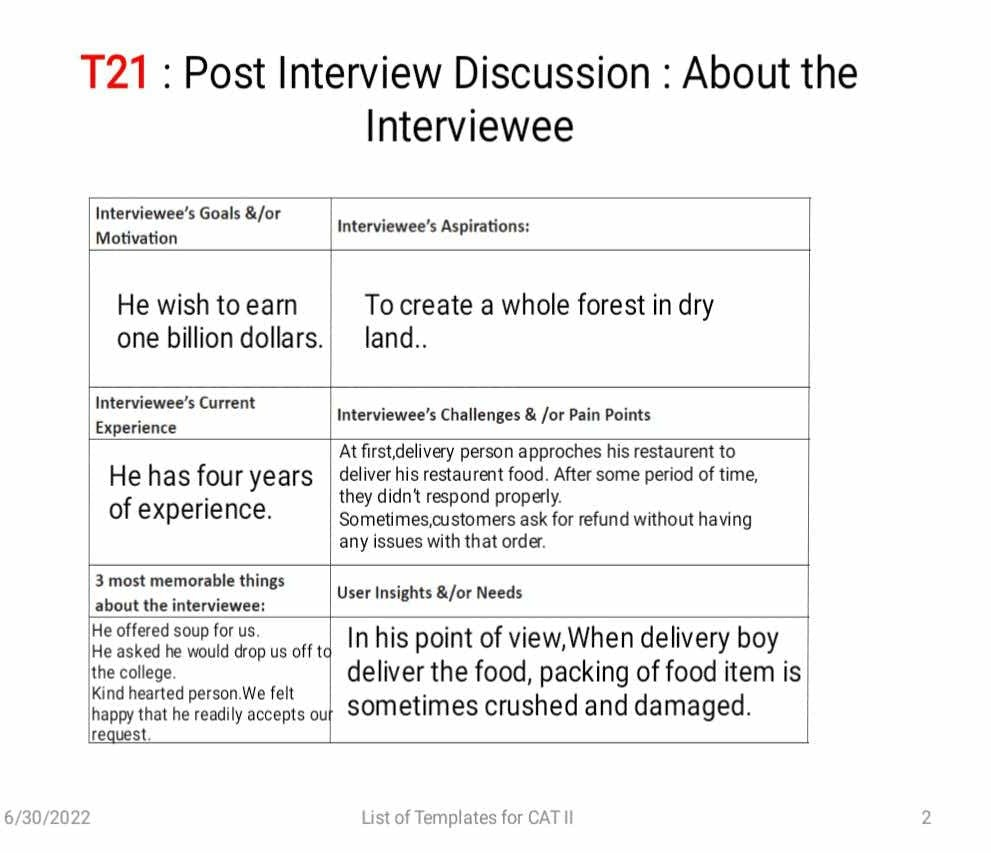 T21 : Post Interview Discussion : About the
Interviewee
Interviewee's Goals &/or
Motivation
Interviewee's Aspirations:
He wish to earn
one billion dollars.
To create a whole forest in dry
land..
Interviewee's Current
Experience
Interviewee's Challenges & /or Pain Points
He has four years
of experience.
At first,delivery person approches his restaurent to
deliver his restaurent food. After some period of time,
they didn't respond properly.
Sometimes,customers ask for refund without having
any issues with that order.
3 most memorable things
about the interviewee:
User Insights &/or Needs
He offered soup for us.
He asked he would drop us off to
the college.
Kind hearted person.We felt
happy that he readily accepts our
request.
In his point of view,When delivery boy
deliver the food, packing of food item is
sometimes crushed and damaged.
6/30/2022
List of Templates for CAT II
2